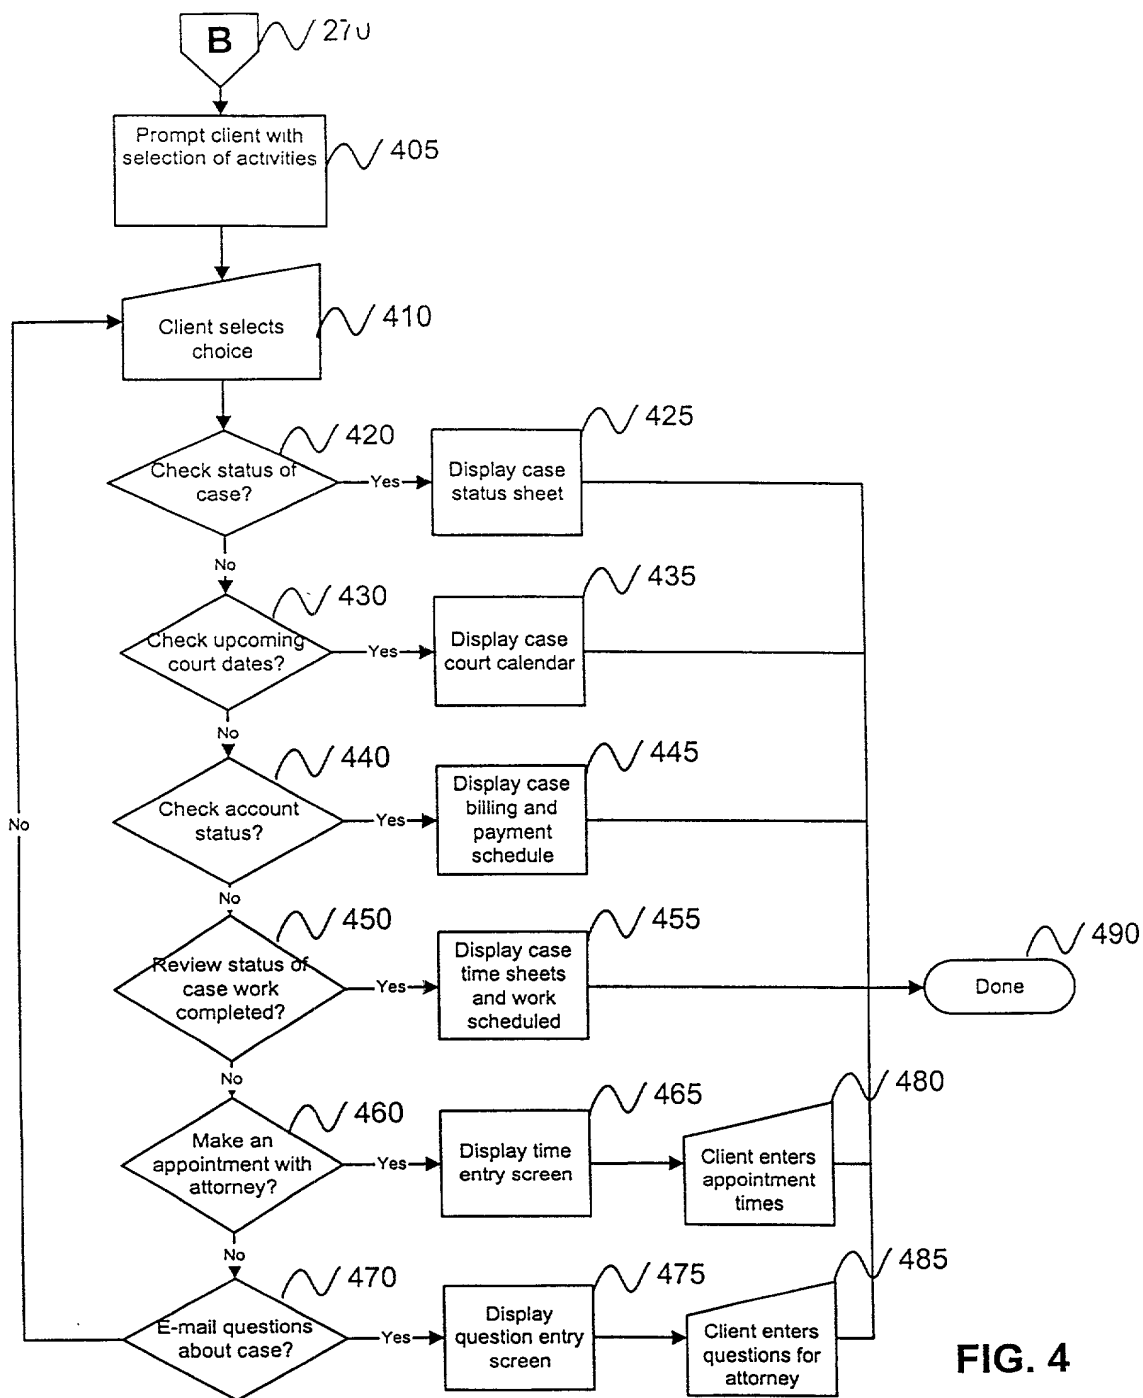 B
270
Prompt client with
selection of activities
405
Client selects
choice
410
420
425
Check status of
case?
Yes
Display case
status sheet
No
430
435
Check upcoming
court dates?
Yes
Display case
court calendar
No
440
445
Check account
status?
Yes
Display case
billing and
payment
schedule
No
No
450
455
490
Review status of
case work
completed?
Yes
Display case
time sheets
and work
scheduled
Done
No
460
465
480
Make an
appointment with
attorney?
Yes
Display time
entry screen
Client enters
appointment
times
No
470
475
485
E-mail questions
about case?
Yes
Display
question entry
screen
Client enters
questions for
attorney
FIG. 4